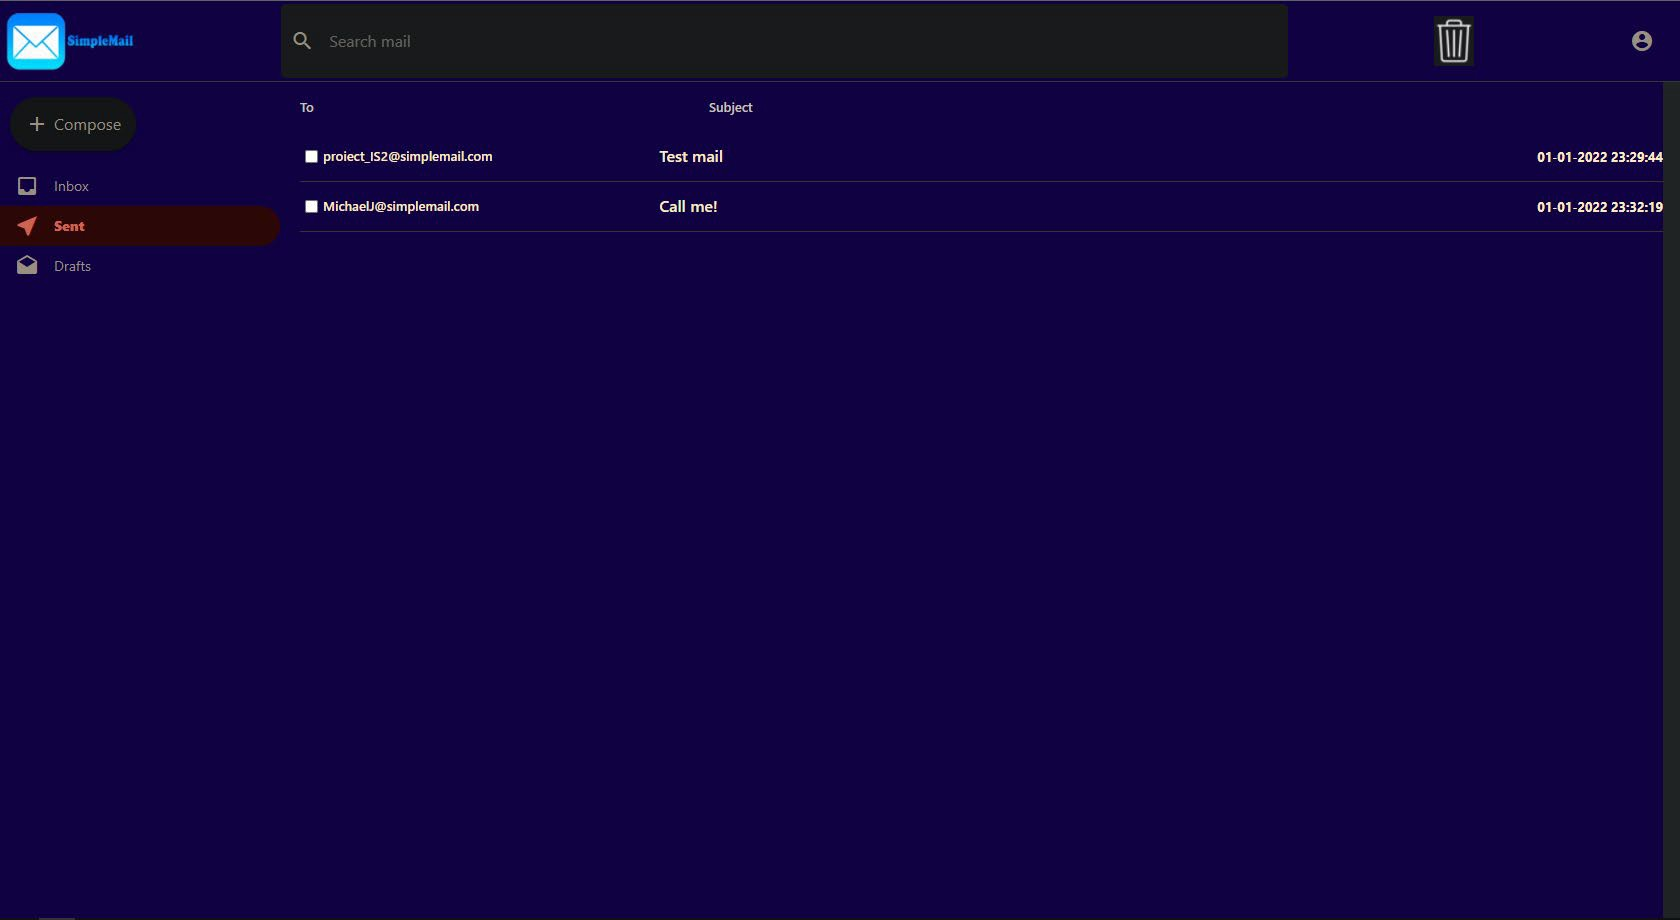 SimpleMail
Search mail
Compose
Inbox
Sent
Drafts
To Subject
proiect_IS2@simplemail.com Test mail 01-01-2022 23:29:44
MichaelJ@simplemail.com Call me! 01-01-2022 23:32:19